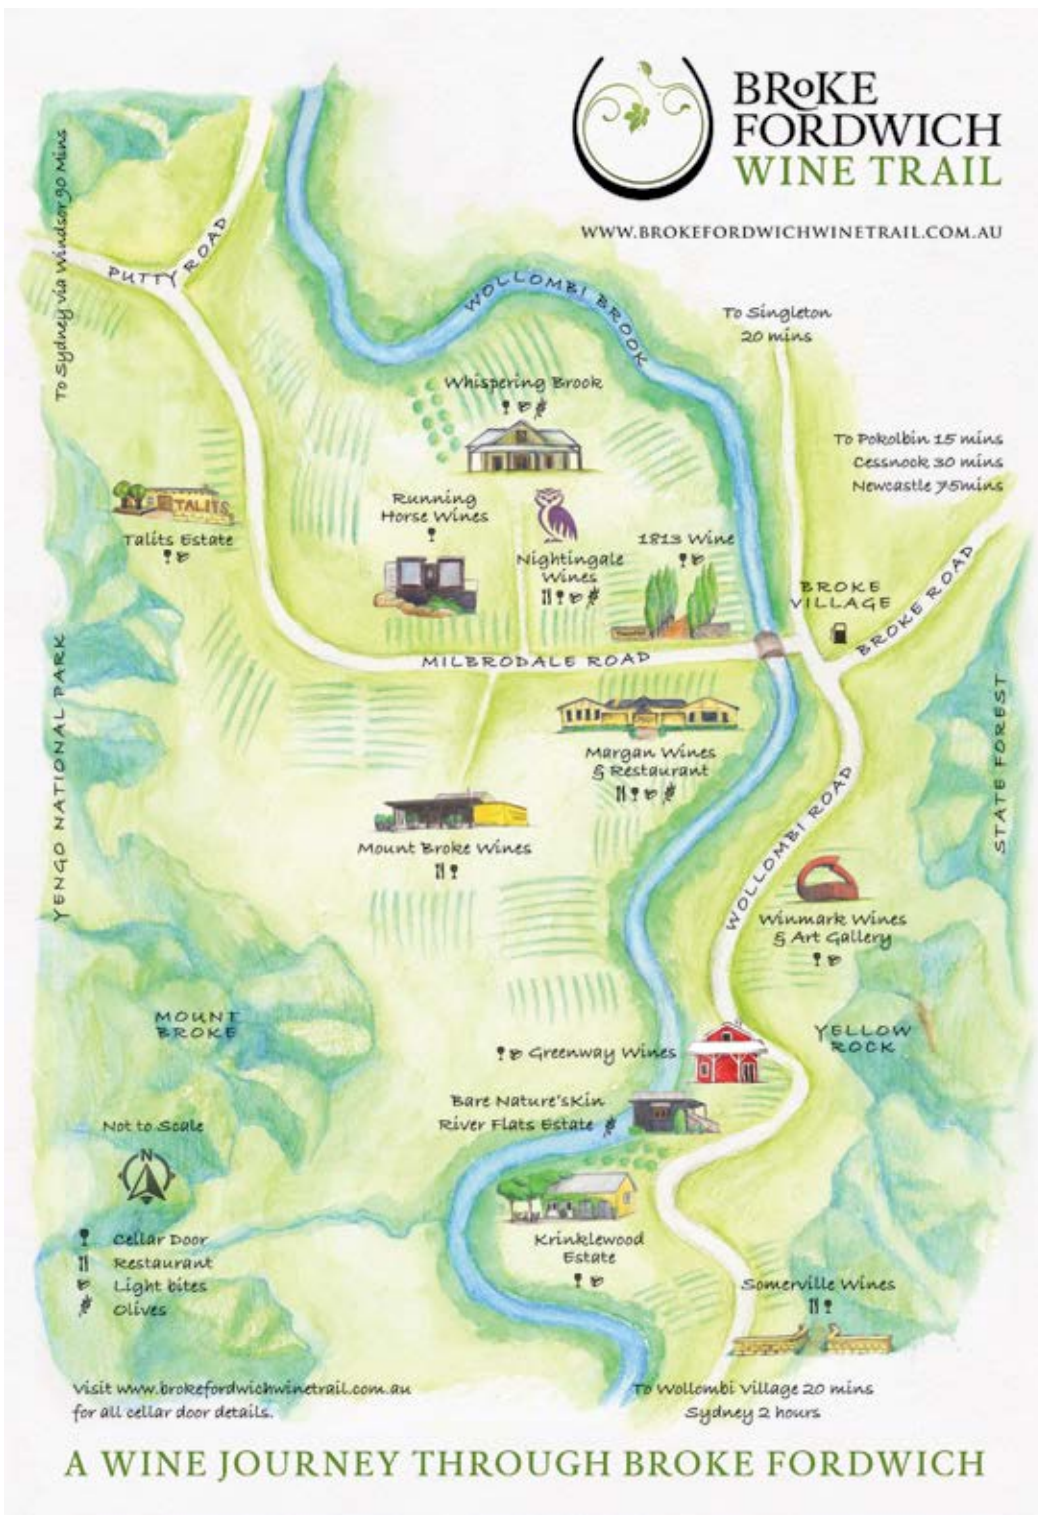 BRoKE
FORDWICH
WINE TRAIL
WWW.BROKEFORDWICHWINETRAIL.COM.AU
To Sydney via Windsor 90 Mins
PUTTY ROAD
WOLLOMBI BROOK
To Singleton
20 mins
Whispering Brook
To Pokolbin 15 mins
Cessnock 30 mins
Newcastle 75mins
Running
Horse Wines
TALITS
Talits Estate
Nightingale
Wines
1813 Wine
BROKE
VILLAGE
BROKE ROAD
MILBRODALE ROAD
YENGO NATIONAL PARK
STATE FOREST
Margan Wines
& Restaurant
Mount Broke Wines
WOLLOMBI ROAD
Winmark Wines
& Art Gallery
MOUNT
BROKE
YELLOW
ROCK
Greenway Wines
Bare Nature'sKin
River Flats Estate
Not to Scale
N
Krinklewood
Estate
Cellar Door
Restaurant
Light bites
Olives
Somerville Wines
Visit www.brokefordwichwinetrail.com.au
for all cellar door details.
To Wollombi Village 20 mins
Sydney 2 hours
A WINE JOURNEY THROUGH BROKE FORDWICH